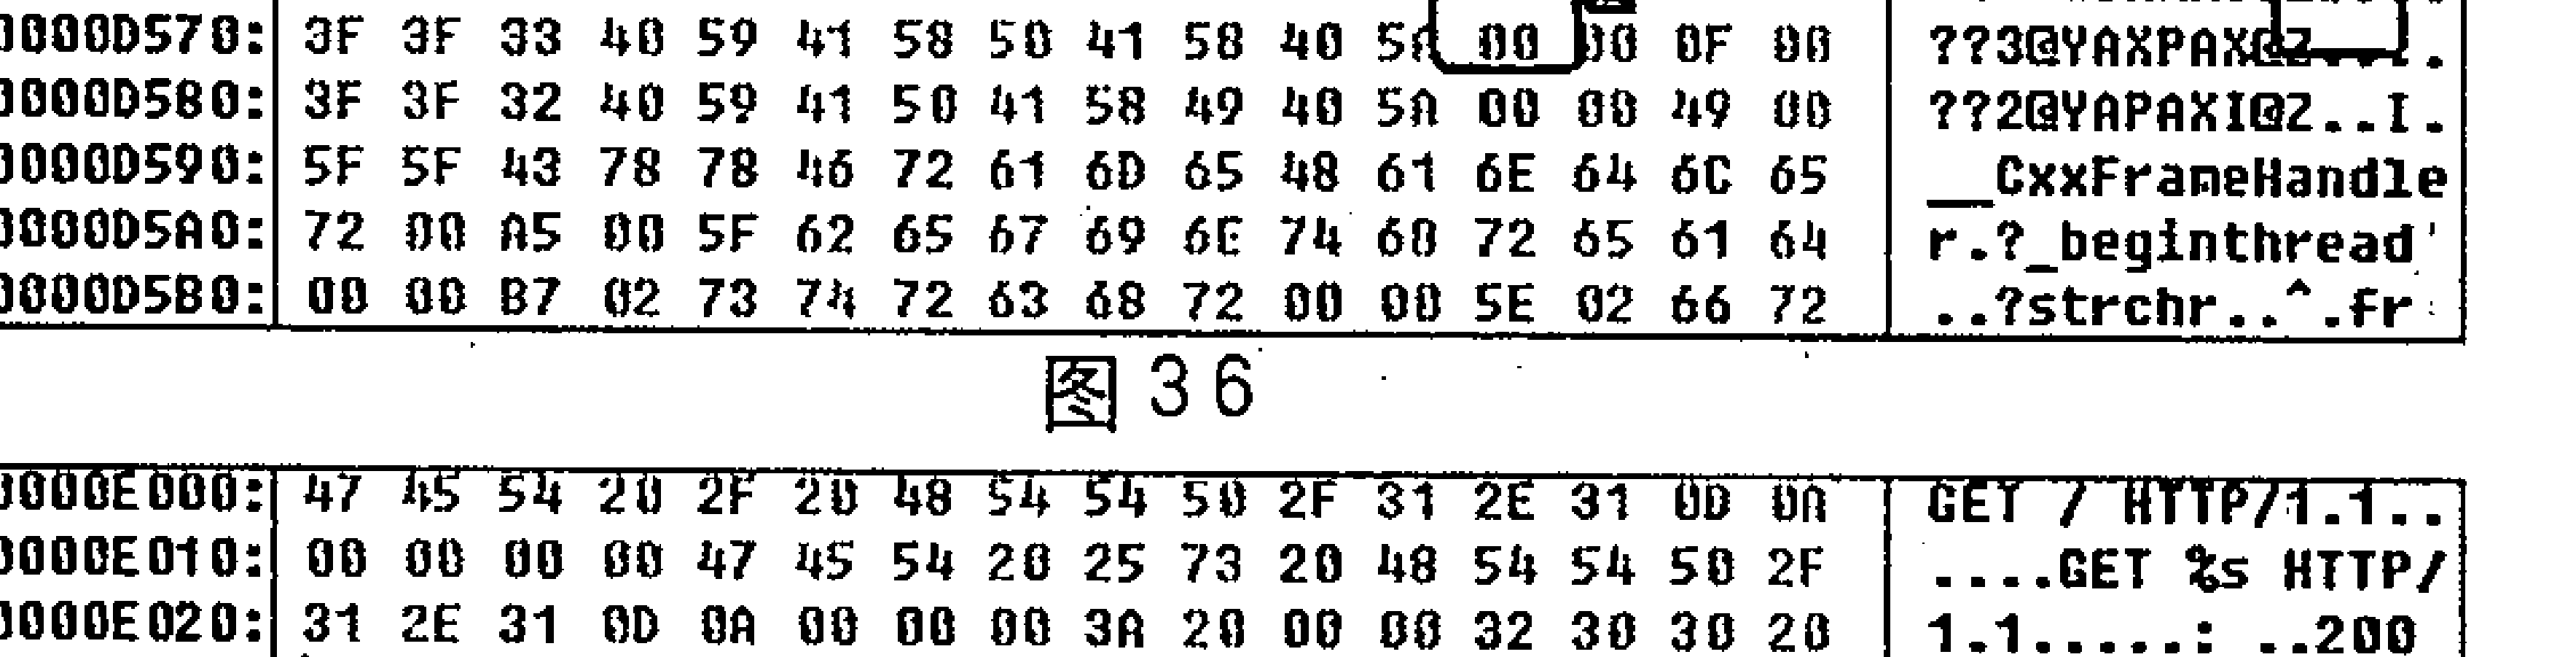 0000D570: 3F 3F 33 40 59 41 58 50 41 58 40 5A 00 00 0F 00 ??3@YAXPAX@Z....
0000D580: 3F 3F 32 40 59 41 50 41 58 49 40 5A 00 00 49 00 ??2@YAPAXI@Z..I.
0000D590: 5F 5F 43 78 78 46 72 61 6D 65 48 61 6E 64 6C 65 __CxxFrameHandle
0000D5A0: 72 00 A5 00 5F 62 65 67 69 6E 74 68 72 65 61 64 r.?_beginthread
0000D5B0: 00 00 B7 02 73 74 72 63 68 72 00 00 5E 02 66 72 ..?strchr..^.fr
图 36
0000E000: 47 45 54 20 2F 20 48 54 54 50 2F 31 2E 31 0D 0A GET / HTTP/1.1..
0000E010: 00 00 00 00 47 45 54 20 25 73 20 48 54 54 50 2F ....GET %s HTTP/
0000E020: 31 2E 31 0D 0A 00 00 00 3A 20 00 00 32 30 30 20 1.1.....: ..200